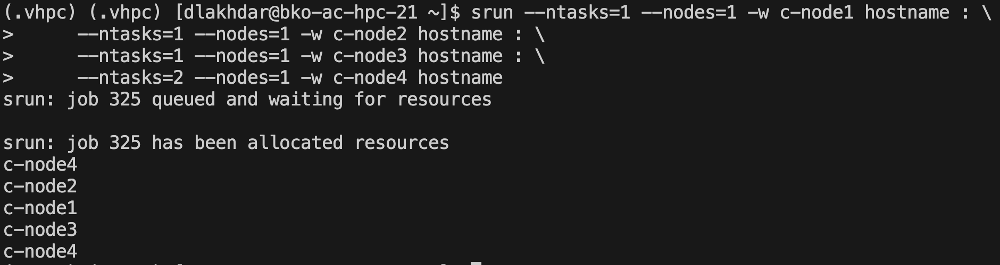 (.vhpc) (.vhpc) [dlakhdar@bko-ac-hpc-21 ~]$ srun --ntasks=1 --nodes=1 -w c-node1 hostname : \
>      --ntasks=1 --nodes=1 -w c-node2 hostname : \
>      --ntasks=1 --nodes=1 -w c-node3 hostname : \
>      --ntasks=2 --nodes=1 -w c-node4 hostname
srun: job 325 queued and waiting for resources

srun: job 325 has been allocated resources
c-node4
c-node2
c-node1
c-node3
c-node4